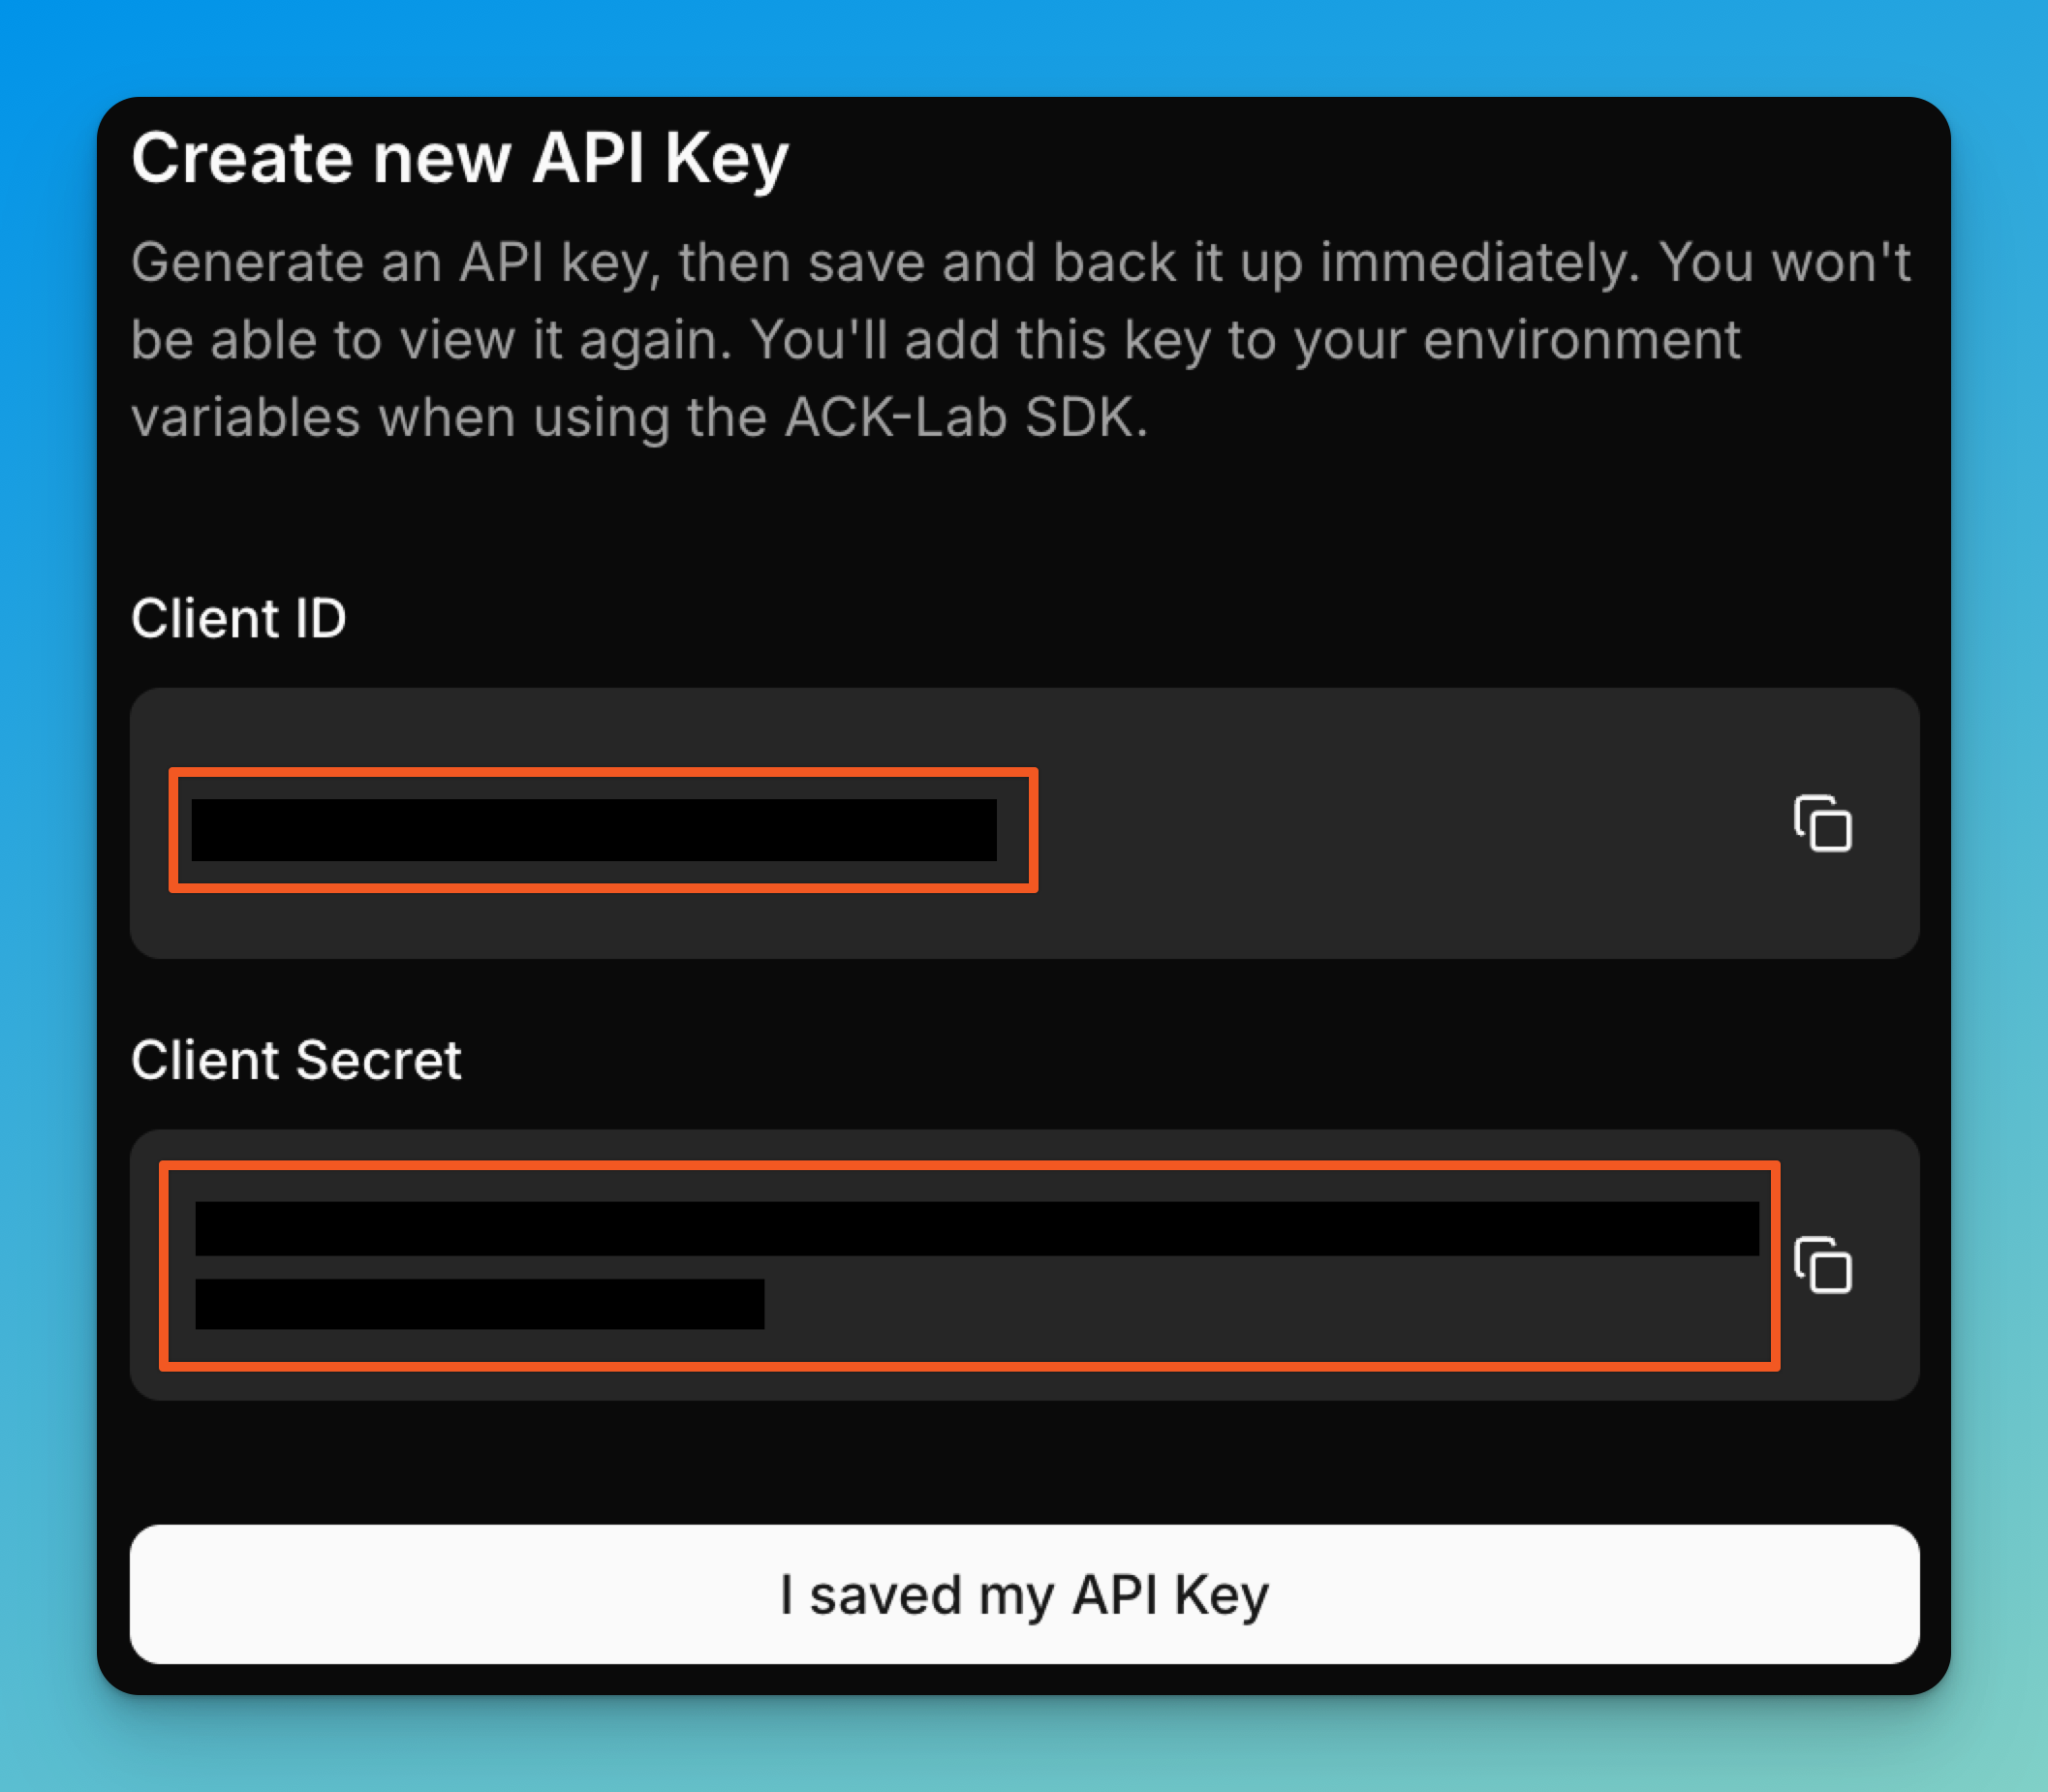 Create new API Key
Generate an API key, then save and back it up immediately. You won't
be able to view it again. You'll add this key to your environment
variables when using the ACK-Lab SDK.
Client ID
Client Secret
I saved my API Key